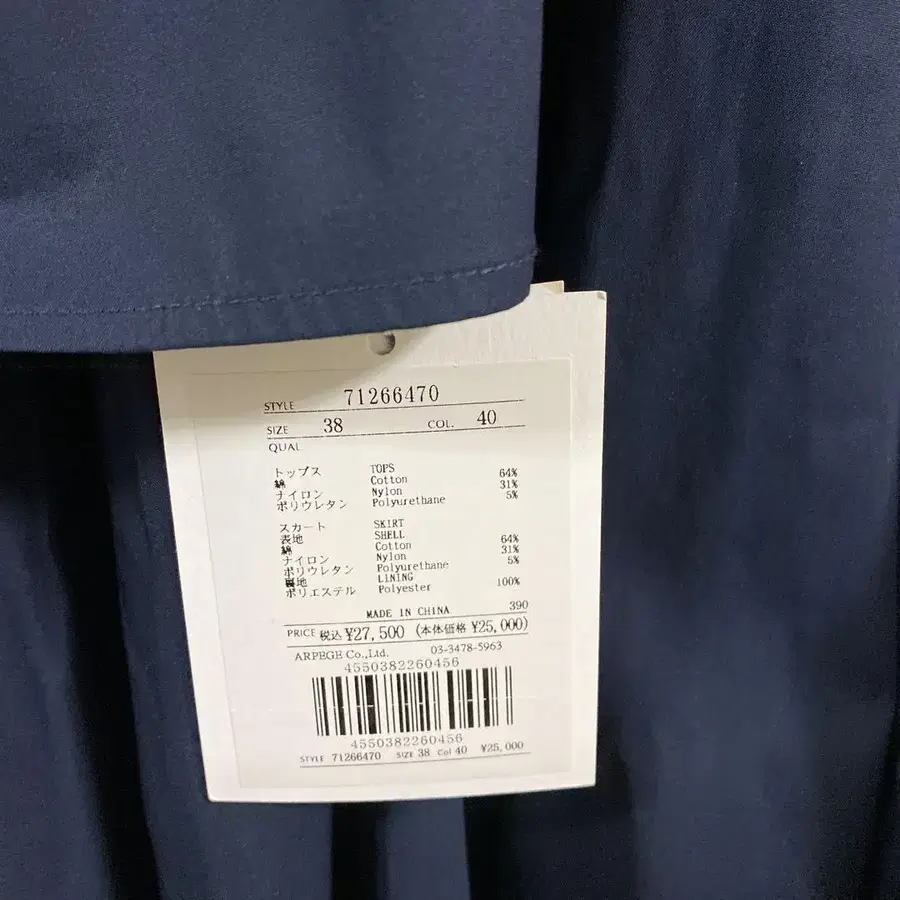 STYLE 71266470
SIZE 38 COL. 40
QUAL
トップス TOPS
綿 Cotton 64%
ナイロン Nylon 31%
ポリウレタン Polyurethane 5%
スカート SKIRT
表地 SHELL
綿 Cotton 64%
ナイロン Nylon 31%
ポリウレタン Polyurethane 5%
裏地 LINING
ポリエステル Polyester 100%
MADE IN CHINA 390
PRICE 税込 ¥27,500 (本体価格 ¥25,000)
ARPEGE Co.,Ltd. 03-3478-5963
4550382260456
4550382260456
STYLE 71266470 SIZE 38 Col 40 ¥25,000